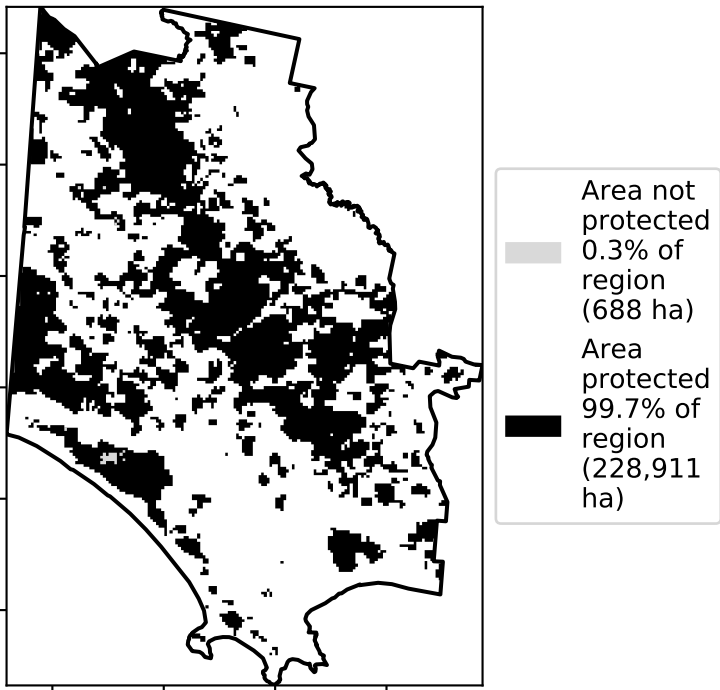 Area not
protected
0.3% of
region
(688 ha)
Area
protected
99.7% of
region
(228,911
ha)